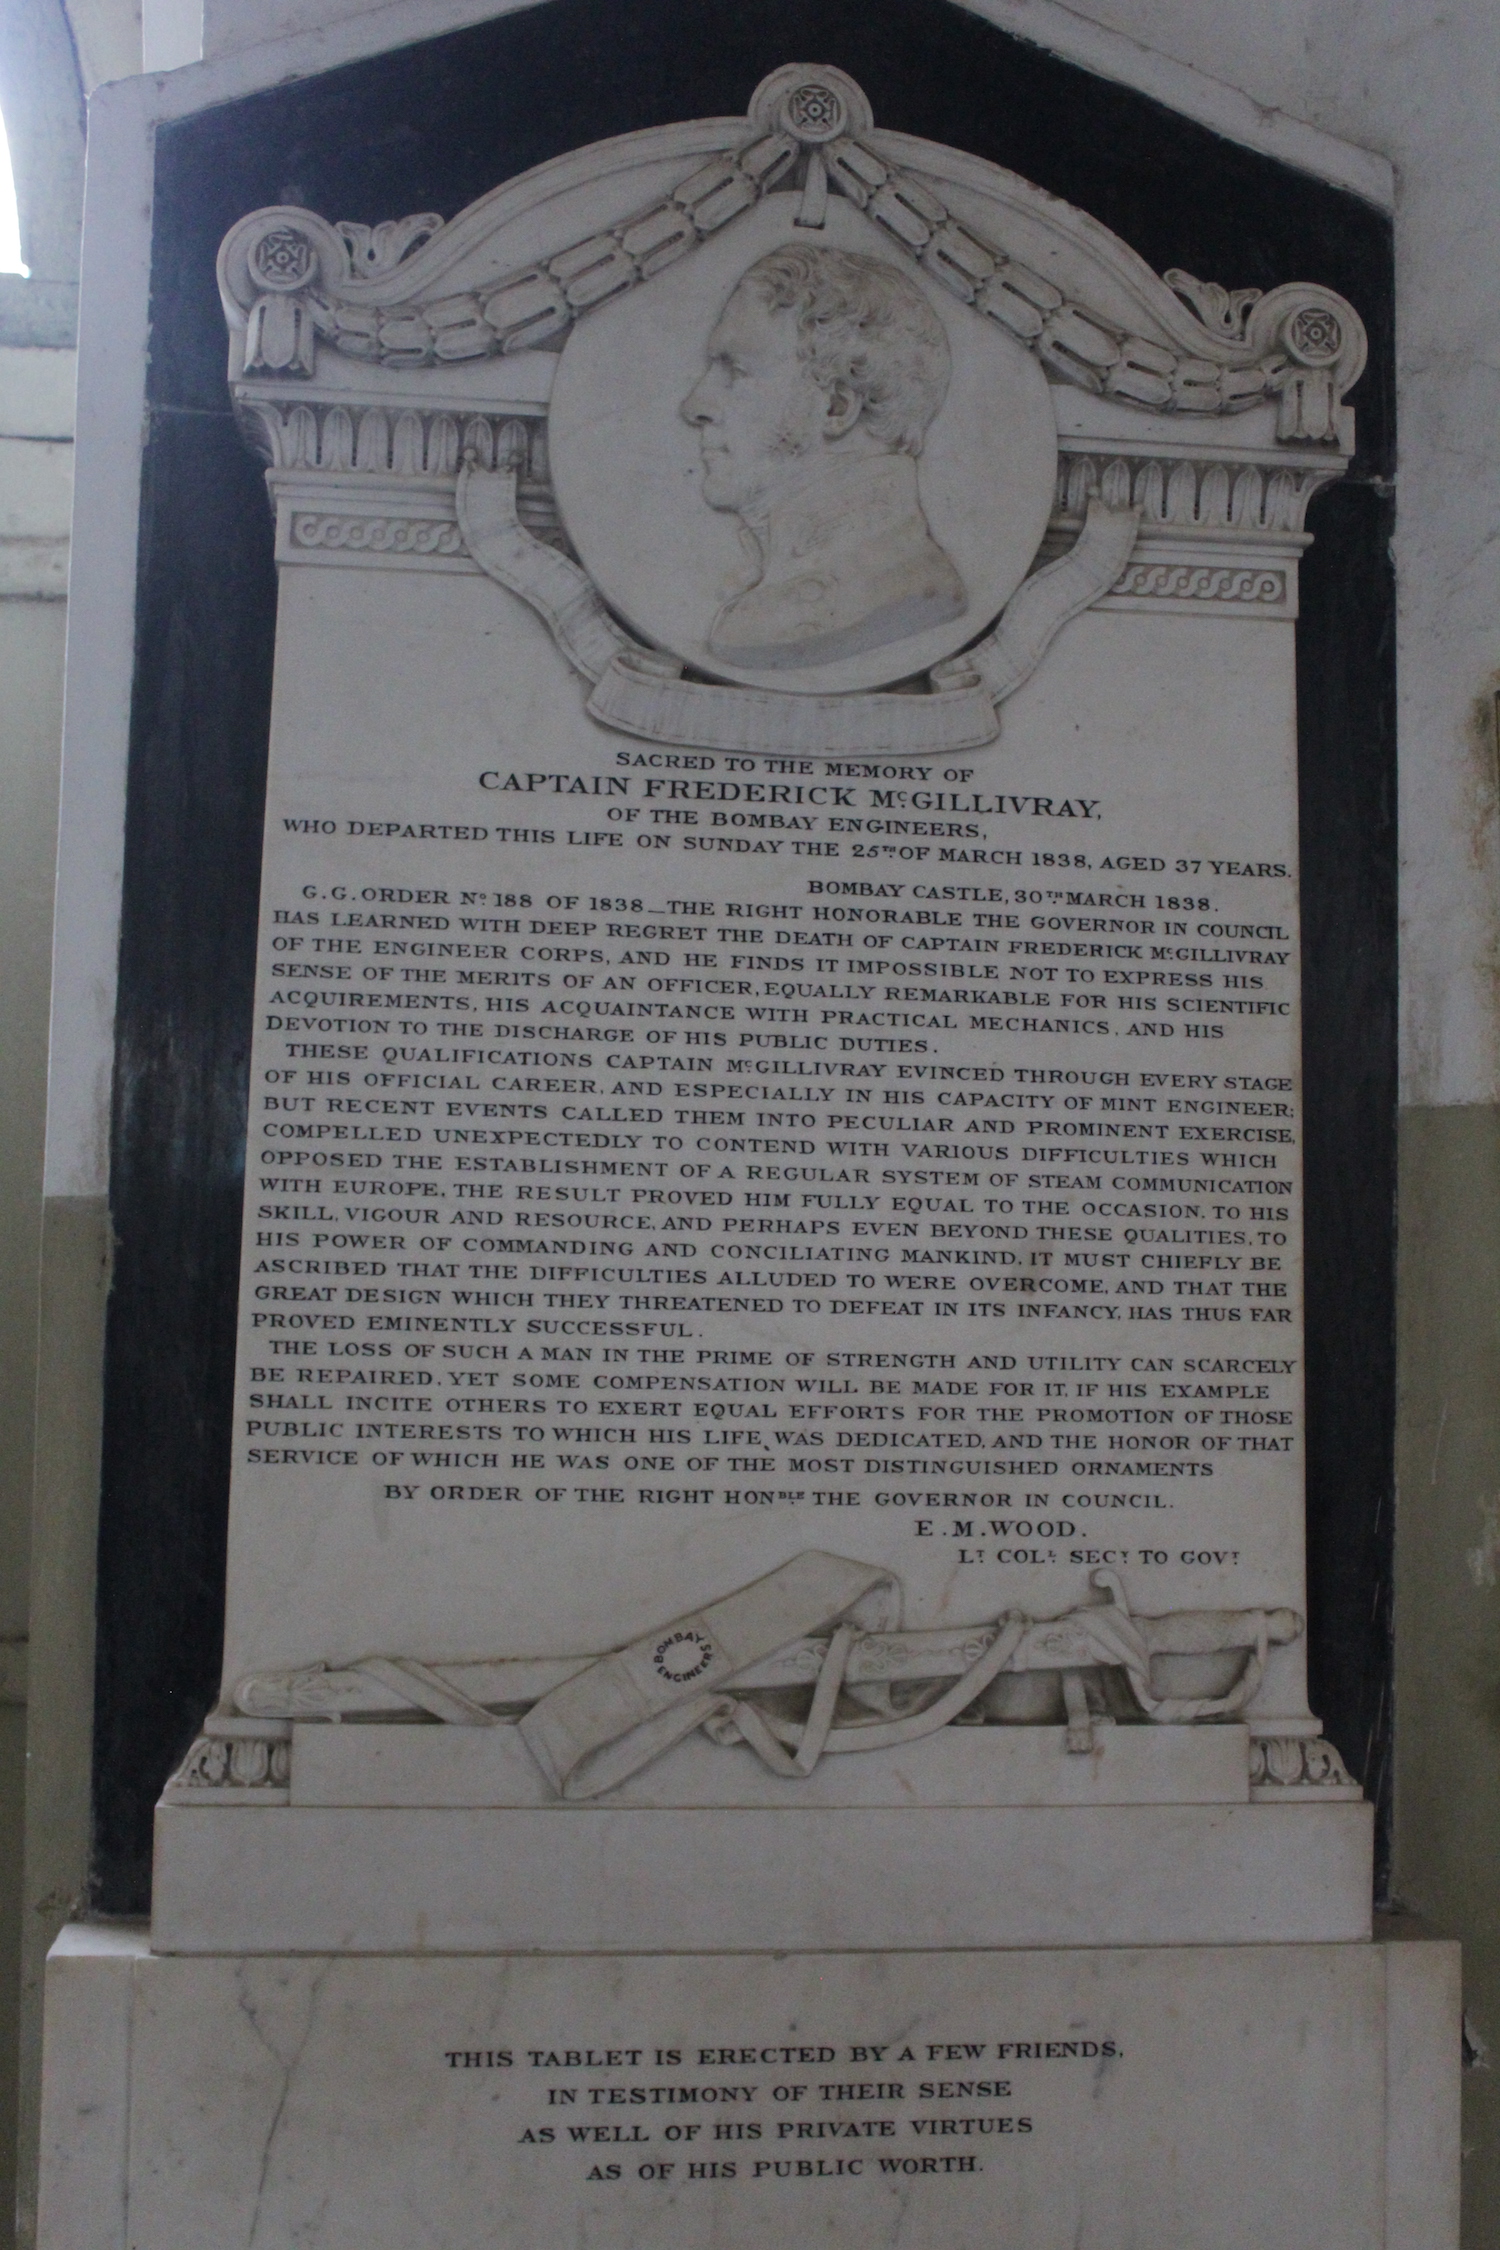 SACRED TO THE MEMORY OF
CAPTAIN FREDERICK Mc.GILLIVRAY,
OF THE BOMBAY ENGINEERS,
WHO DEPARTED THIS LIFE ON SUNDAY THE 25TH. OF MARCH 1838, AGED 37 YEARS.
BOMBAY CASTLE, 30TH. MARCH 1838.
G.G. ORDER No. 188 OF 1838_THE RIGHT HONORABLE THE GOVERNOR IN COUNCIL
HAS LEARNED WITH DEEP REGRET THE DEATH OF CAPTAIN FREDERICK Mc.GILLIVRAY
OF THE ENGINEER CORPS, AND HE FINDS IT IMPOSSIBLE NOT TO EXPRESS HIS
SENSE OF THE MERITS OF AN OFFICER, EQUALLY REMARKABLE FOR HIS SCIENTIFIC
ACQUIREMENTS, HIS ACQUAINTANCE WITH PRACTICAL MECHANICS, AND HIS
DEVOTION TO THE DISCHARGE OF HIS PUBLIC DUTIES.
THESE QUALIFICATIONS CAPTAIN Mc.GILLIVRAY EVINCED THROUGH EVERY STAGE
OF HIS OFFICIAL CAREER, AND ESPECIALLY IN HIS CAPACITY OF MINT ENGINEER;
BUT RECENT EVENTS CALLED THEM INTO PECULIAR AND PROMINENT EXERCISE,
COMPELLED UNEXPECTEDLY TO CONTEND WITH VARIOUS DIFFICULTIES WHICH
OPPOSED THE ESTABLISHMENT OF A REGULAR SYSTEM OF STEAM COMMUNICATION
WITH EUROPE, THE RESULT PROVED HIM FULLY EQUAL TO THE OCCASION. TO HIS
SKILL, VIGOUR AND RESOURCE, AND PERHAPS EVEN BEYOND THESE QUALITIES, TO
HIS POWER OF COMMANDING AND CONCILIATING MANKIND, IT MUST CHIEFLY BE
ASCRIBED THAT THE DIFFICULTIES ALLUDED TO WERE OVERCOME, AND THAT THE
GREAT DESIGN WHICH THEY THREATENED TO DEFEAT IN ITS INFANCY, HAS THUS FAR
PROVED EMINENTLY SUCCESSFUL.
THE LOSS OF SUCH A MAN IN THE PRIME OF STRENGTH AND UTILITY CAN SCARCELY
BE REPAIRED, YET SOME COMPENSATION WILL BE MADE FOR IT, IF HIS EXAMPLE
SHALL INCITE OTHERS TO EXERT EQUAL EFFORTS FOR THE PROMOTION OF THOSE
PUBLIC INTERESTS TO WHICH HIS LIFE, WAS DEDICATED, AND THE HONOR OF THAT
SERVICE OF WHICH HE WAS ONE OF THE MOST DISTINGUISHED ORNAMENTS
BY ORDER OF THE RIGHT HONBLE. THE GOVERNOR IN COUNCIL.
E.M.WOOD.
LT. COL. SECY. TO GOVT.
BOMBAY ENGINEERS
THIS TABLET IS ERECTED BY A FEW FRIENDS,
IN TESTIMONY OF THEIR SENSE
AS WELL OF HIS PRIVATE VIRTUES
AS OF HIS PUBLIC WORTH.